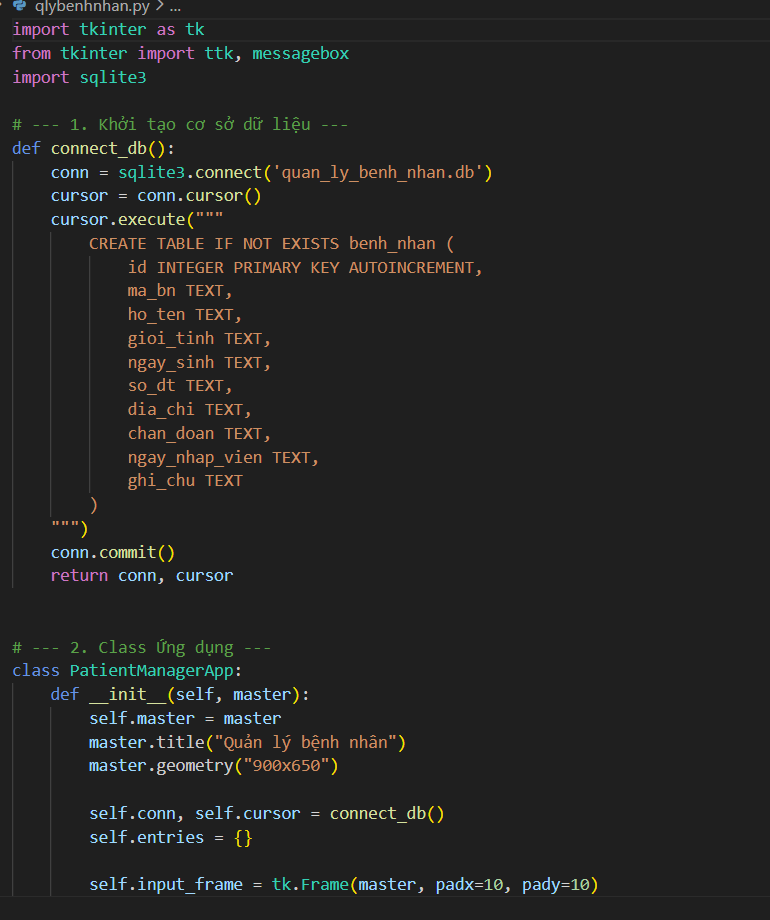 qlybenhnhan.py > ...
import tkinter as tk
from tkinter import ttk, messagebox
import sqlite3
# --- 1. Khởi tạo cơ sở dữ liệu ---
def connect_db():
    conn = sqlite3.connect('quan_ly_benh_nhan.db')
    cursor = conn.cursor()
    cursor.execute("""
        CREATE TABLE IF NOT EXISTS benh_nhan (
            id INTEGER PRIMARY KEY AUTOINCREMENT,
            ma_bn TEXT,
            ho_ten TEXT,
            gioi_tinh TEXT,
            ngay_sinh TEXT,
            so_dt TEXT,
            dia_chi TEXT,
            chan_doan TEXT,
            ngay_nhap_vien TEXT,
            ghi_chu TEXT
        )
    """)
    conn.commit()
    return conn, cursor
# --- 2. Class Ứng dụng ---
class PatientManagerApp:
    def __init__(self, master):
        self.master = master
        master.title("Quản lý bệnh nhân")
        master.geometry("900x650")
        self.conn, self.cursor = connect_db()
        self.entries = {}
        self.input_frame = tk.Frame(master, padx=10, pady=10)